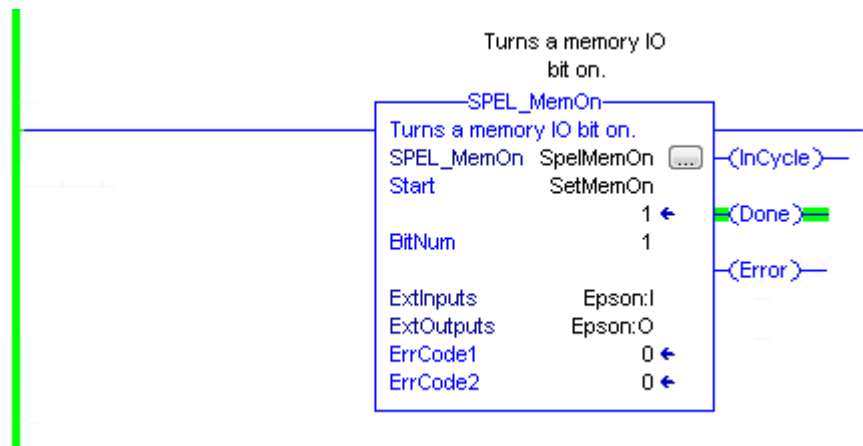 Turns a memory IO
bit on.
SPEL_MemOn
Turns a memory IO bit on.
SPEL_MemOn SpelMemOn ...
(InCycle)
Start SetMemOn
1
(Done)
BitNum 1
(Error)
ExtInputs Epson:I
ExtOutputs Epson:O
ErrCode1 0
ErrCode2 0